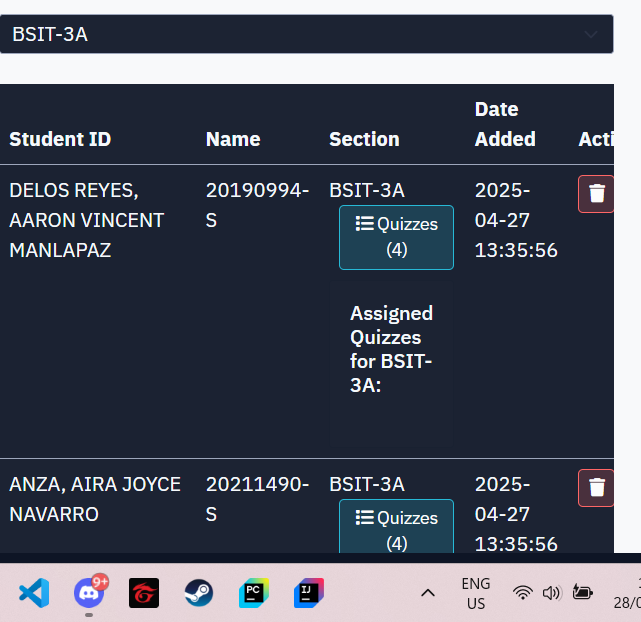 BSIT-3A
Student ID Name Section Date Added Acti
DELOS REYES, AARON VINCENT MANLAPAZ
20190994-S
BSIT-3A
Quizzes (4)
Assigned Quizzes for BSIT-3A:
2025-04-27 13:35:56
ANZA, AIRA JOYCE NAVARRO
20211490-S
BSIT-3A
Quizzes (4)
2025-04-27 13:35:56
9+
PC
IJ
ENG
US
28/0